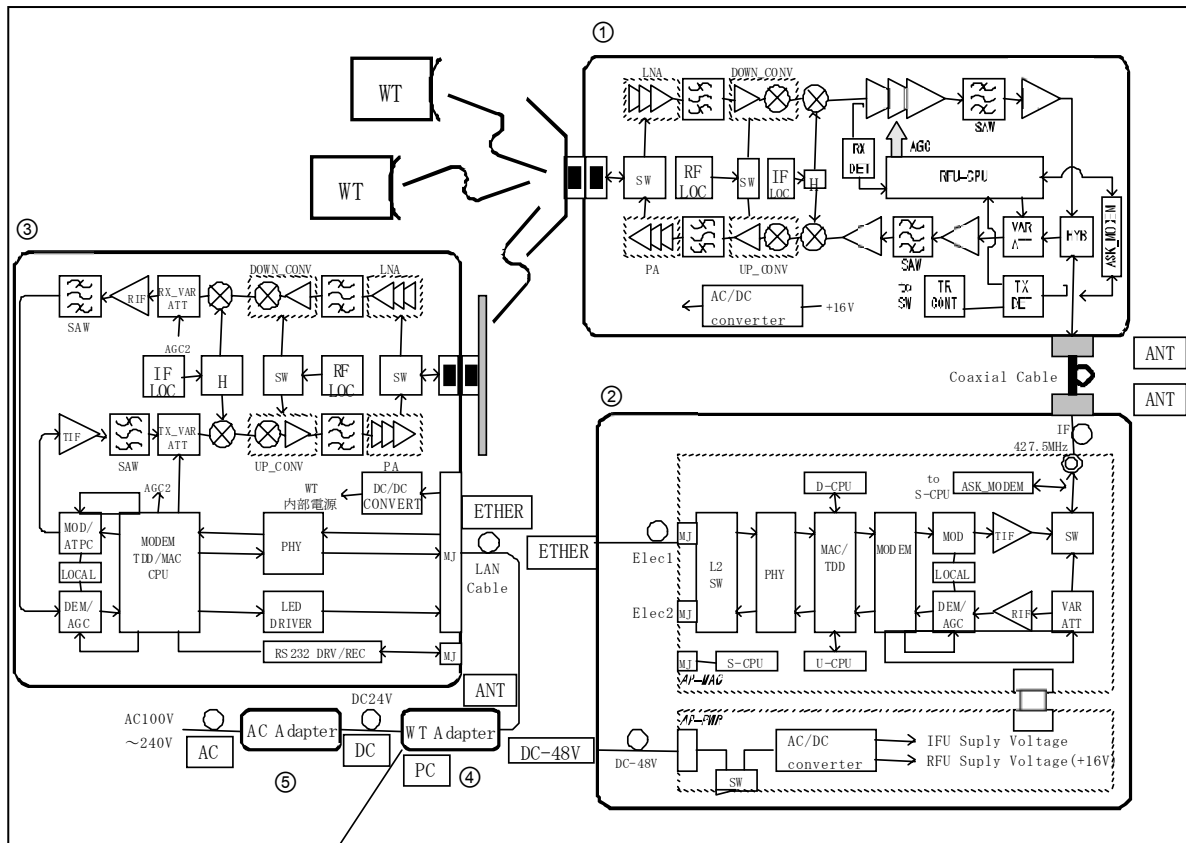 ①
WT
WT
LNA
DOWN_CONV
SAW
RX
DET
AGC
SW
RF
LOC
SW
IF
LOC
H
RFU-CPU
ASK_MODEM
PA
UP_CONV
SAW
VAR
HYB
AC/DC
converter
+16V
SW
TR
CONT
TX
DET
Coaxial Cable
ANT
ANT
③
SAW
RIF
RX_VAR
ATT
DOWN_CONV
LNA
AGC2
IF
LOC
H
SW
RF
LOC
SW
TIF
SAW
TX_VAR
ATT
UP_CONV
PA
AGC2
WT
内部電源
DC/DC
CONVERT
MOD/
ATPC
LOCAL
DEM/
AGC
MODEM
TDD/MAC
CPU
PHY
LED
DRIVER
RS232 DRV/REC
MJ
MJ
ETHER
LAN
Cable
ANT
AC100V
～240V
AC
AC Adapter
⑤
DC24V
DC
WT Adapter
PC
④
②
IF
427.5MHz
to
S-CPU
ASK_MODEM
D-CPU
ETHER
Elec1
Elec2
MJ
MJ
MJ
L2
SW
PHY
MAC/
TDD
MODEM
MOD
TIF
SW
LOCAL
DEM/
AGC
RIF
VAR
ATT
S-CPU
U-CPU
AP-MAC
AP-PWR
DC-48V
DC-48V
SW
AC/DC
converter
IFU Suply Voltage
RFU Suply Voltage(+16V)